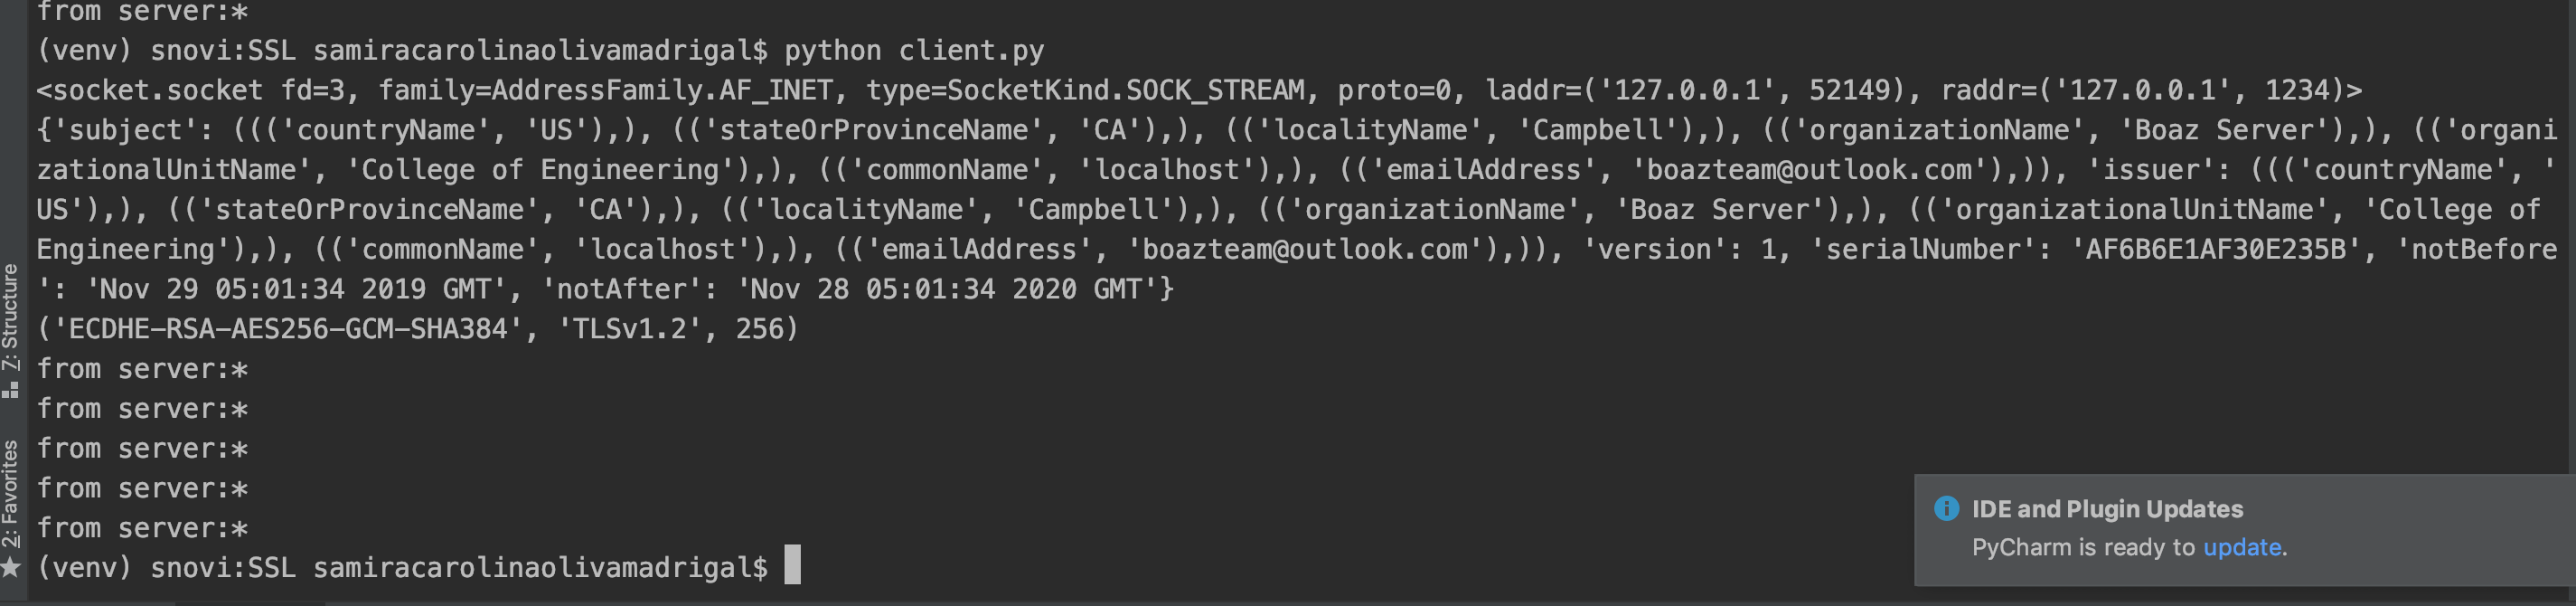 from server:*
(venv) snovi:SSL samiracarolinaolivamadrigal$ python client.py
<socket.socket fd=3, family=AddressFamily.AF_INET, type=SocketKind.SOCK_STREAM, proto=0, laddr=('127.0.0.1', 52149), raddr=('127.0.0.1', 1234)>
{'subject': ((('countryName', 'US'),), (('stateOrProvinceName', 'CA'),), (('localityName', 'Campbell'),), (('organizationName', 'Boaz Server'),), (('organi
zationalUnitName', 'College of Engineering'),), (('commonName', 'localhost'),), (('emailAddress', 'boazteam@outlook.com'),)), 'issuer': ((('countryName', '
US'),), (('stateOrProvinceName', 'CA'),), (('localityName', 'Campbell'),), (('organizationName', 'Boaz Server'),), (('organizationalUnitName', 'College of
Engineering'),), (('commonName', 'localhost'),), (('emailAddress', 'boazteam@outlook.com'),)), 'version': 1, 'serialNumber': 'AF6B6E1AF30E235B', 'notBefore
': 'Nov 29 05:01:34 2019 GMT', 'notAfter': 'Nov 28 05:01:34 2020 GMT'}
('ECDHE-RSA-AES256-GCM-SHA384', 'TLSv1.2', 256)
from server:*
from server:*
from server:*
from server:*
from server:*
(venv) snovi:SSL samiracarolinaolivamadrigal$
7: Structure
2: Favorites
IDE and Plugin Updates
PyCharm is ready to update.